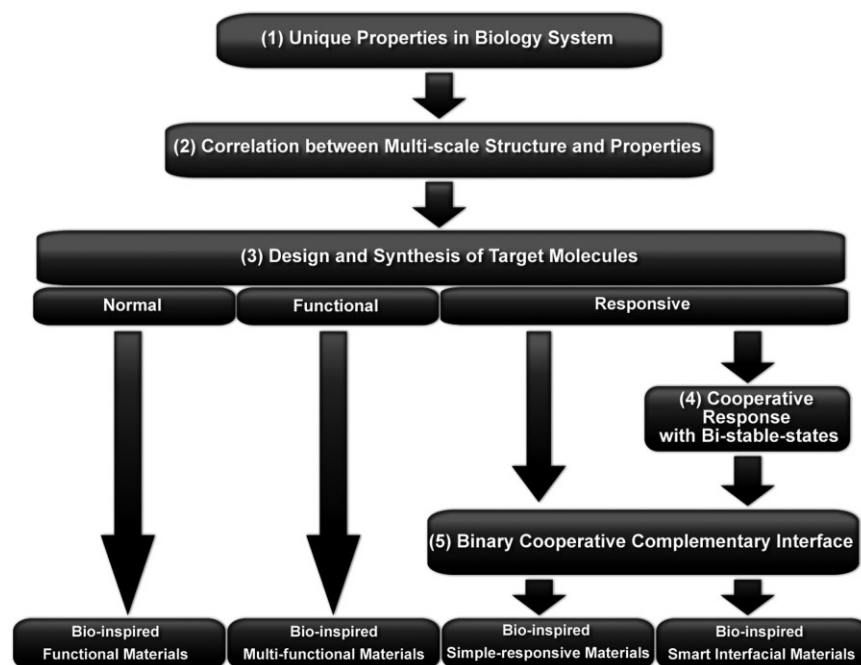 (1) Unique Properties in Biology System
(2) Correlation between Multi-scale Structure and Properties
(3) Design and Synthesis of Target Molecules
Normal
Functional
Responsive
(4) Cooperative
Response
with Bi-stable-states
(5) Binary Cooperative Complementary Interface
Bio-inspired
Functional Materials
Bio-inspired
Multi-functional Materials
Bio-inspired
Simple-responsive Materials
Bio-inspired
Smart Interfacial Materials